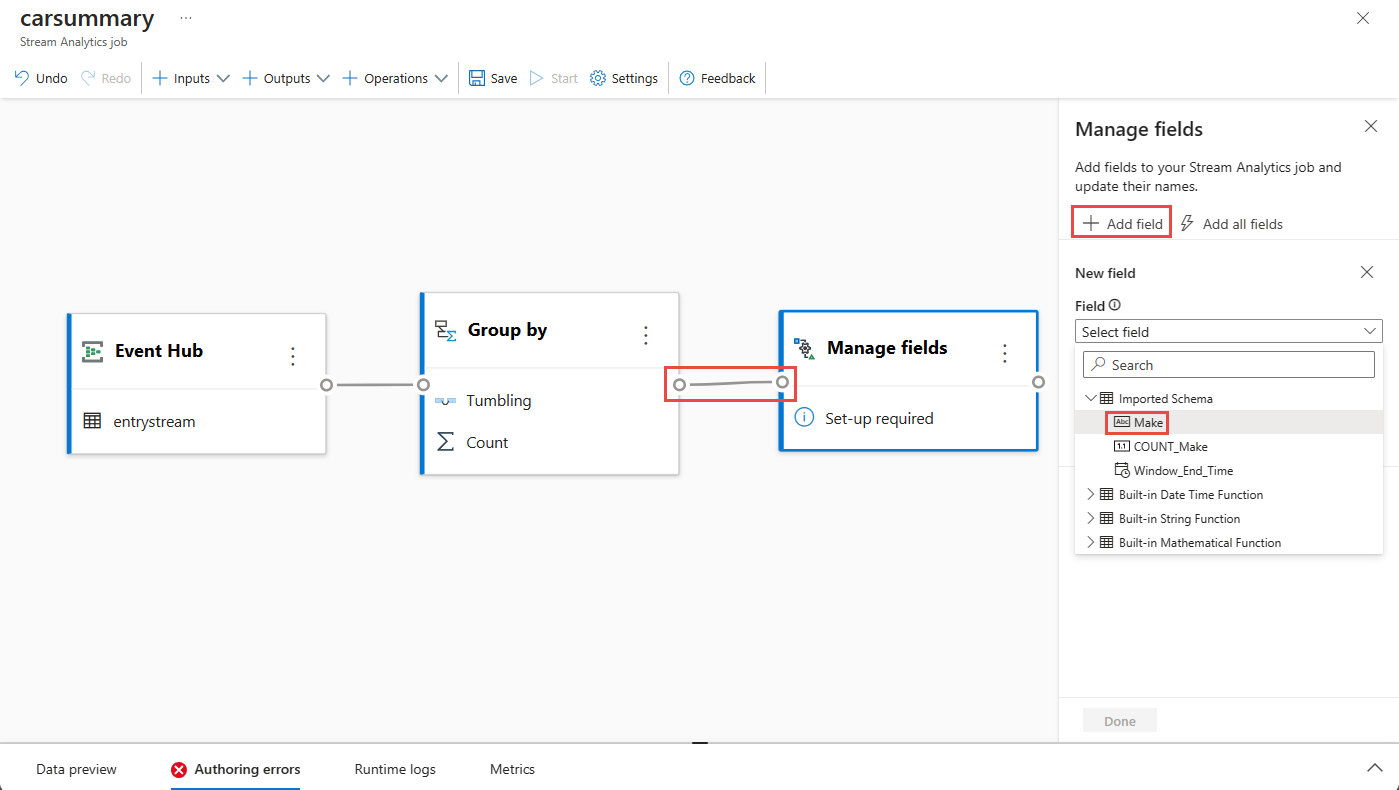 carsummary ...
Stream Analytics job
Undo Redo Inputs Outputs Operations Save Start Settings Feedback
Manage fields
Add fields to your Stream Analytics job and
update their names.
Add field Add all fields
New field
Field
Select field
Search
Imported Schema
Abc Make
1.1 COUNT_Make
Window_End_Time
Built-in Date Time Function
Built-in String Function
Built-in Mathematical Function
Done
Event Hub
entrystream
Group by
Tumbling
Count
Manage fields
Set-up required
Data preview Authoring errors Runtime logs Metrics